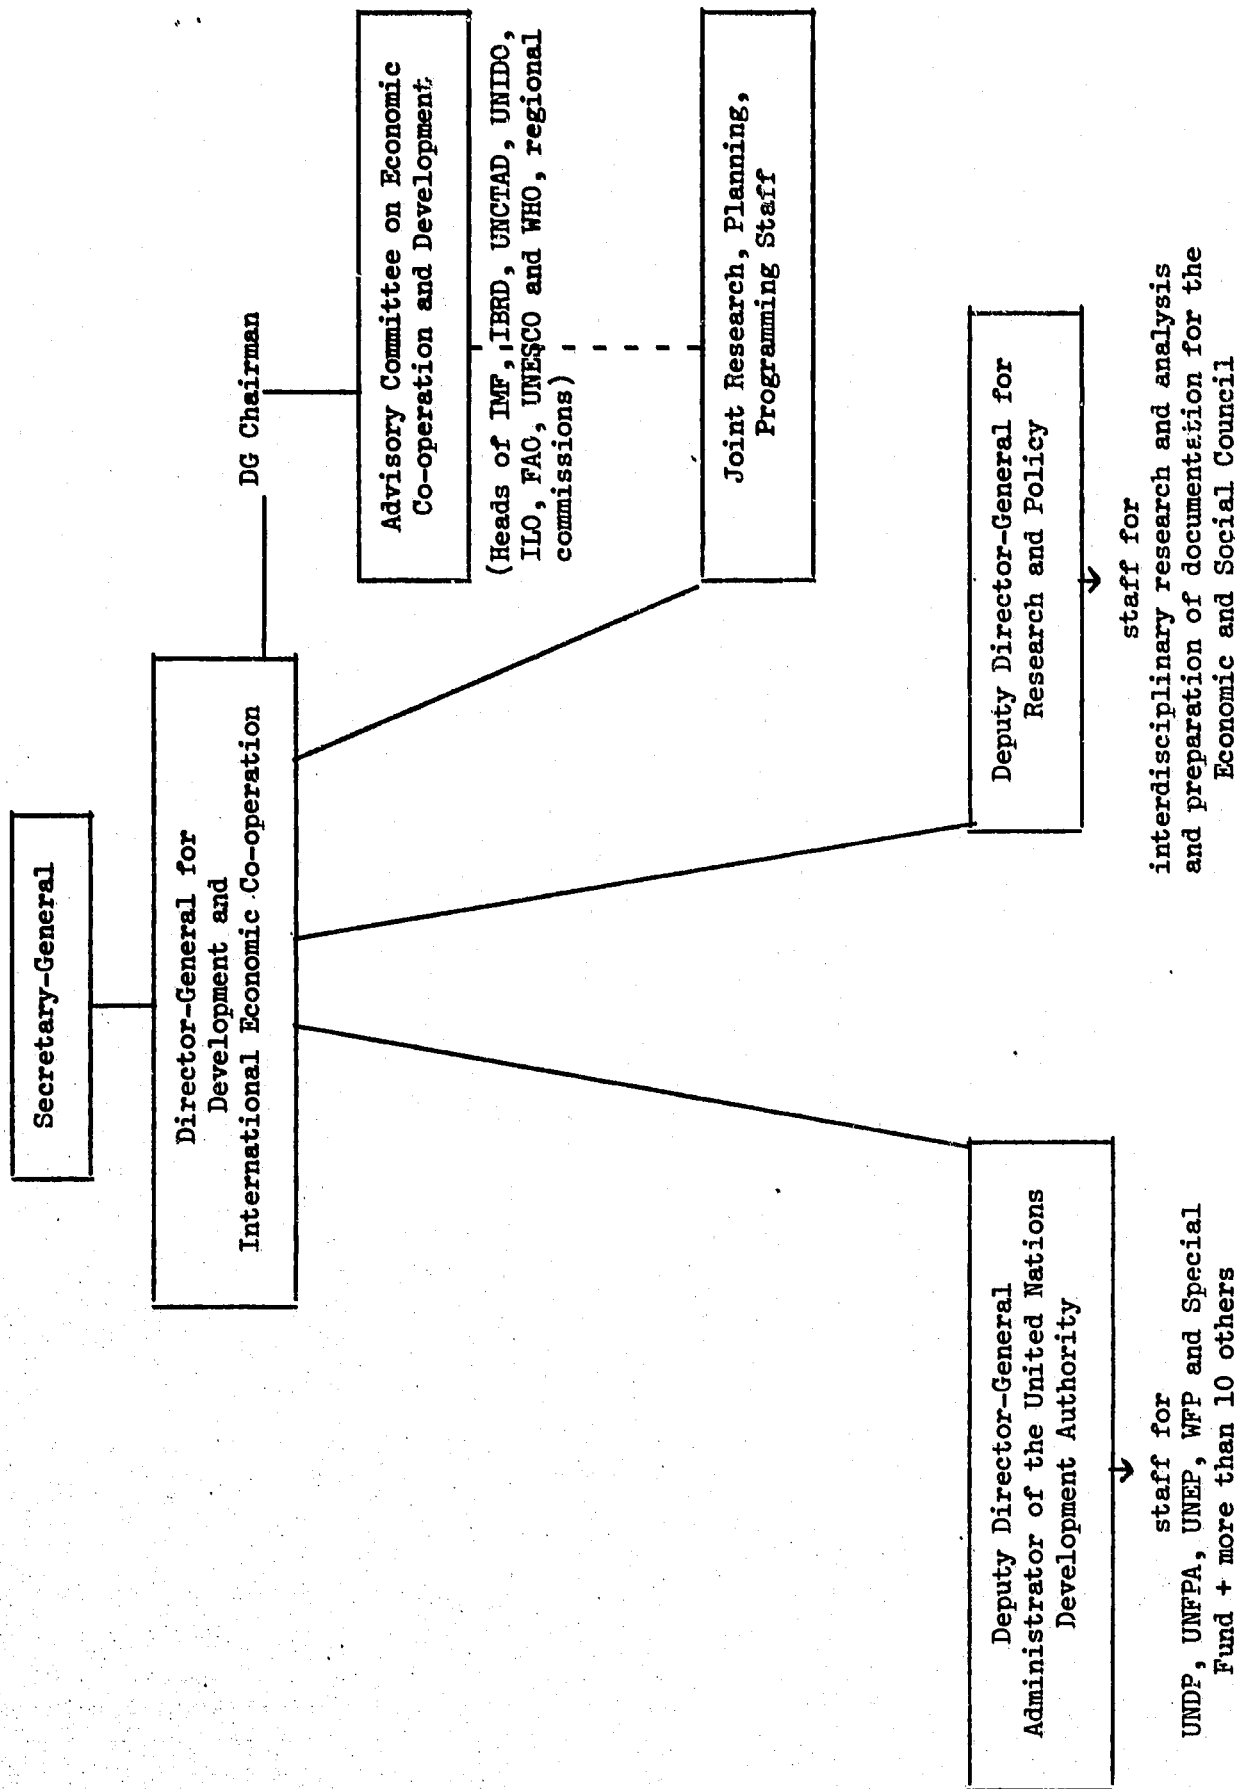 Secretary-General
Director-General for
Development and
International Economic Co-operation
DG Chairman
Advisory Committee on Economic
Co-operation and Development
(Heads of IMF, IBRD, UNCTAD, UNIDO,
ILO, FAO, UNESCO and WHO, regional
commissions)
Joint Research, Planning,
Programming Staff
Deputy Director-General
Administrator of the United Nations
Development Authority
staff for
UNDP, UNFPA, UNEP, WFP and Special
Fund + more than 10 others
Deputy Director-General for
Research and Policy
staff for
interdisciplinary research and analysis
and preparation of documentation for the
Economic and Social Council